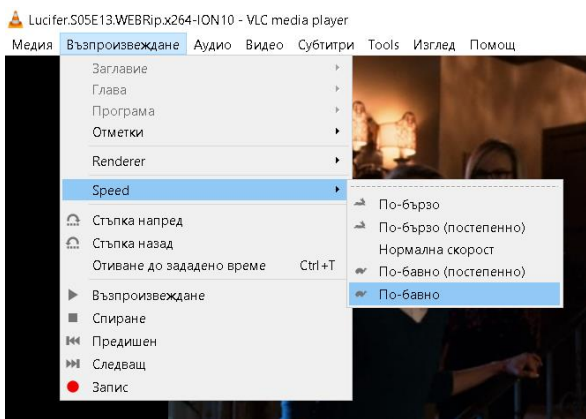 Lucifer.S05E13.WEBRip.x264-ION10 - VLC media player
Медия Възпроизвеждане Аудио Видео Субтитри Tools Изглед Помощ
Заглавие
Глава
Програма
Отметки
Renderer
Speed
По-бързо
По-бързо (постепенно)
Нормална скорост
По-бавно (постепенно)
По-бавно
Стъпка напред
Стъпка назад
Отиване до зададено време Ctrl+T
Възпроизвеждане
Спиране
Предишен
Следващ
Запис